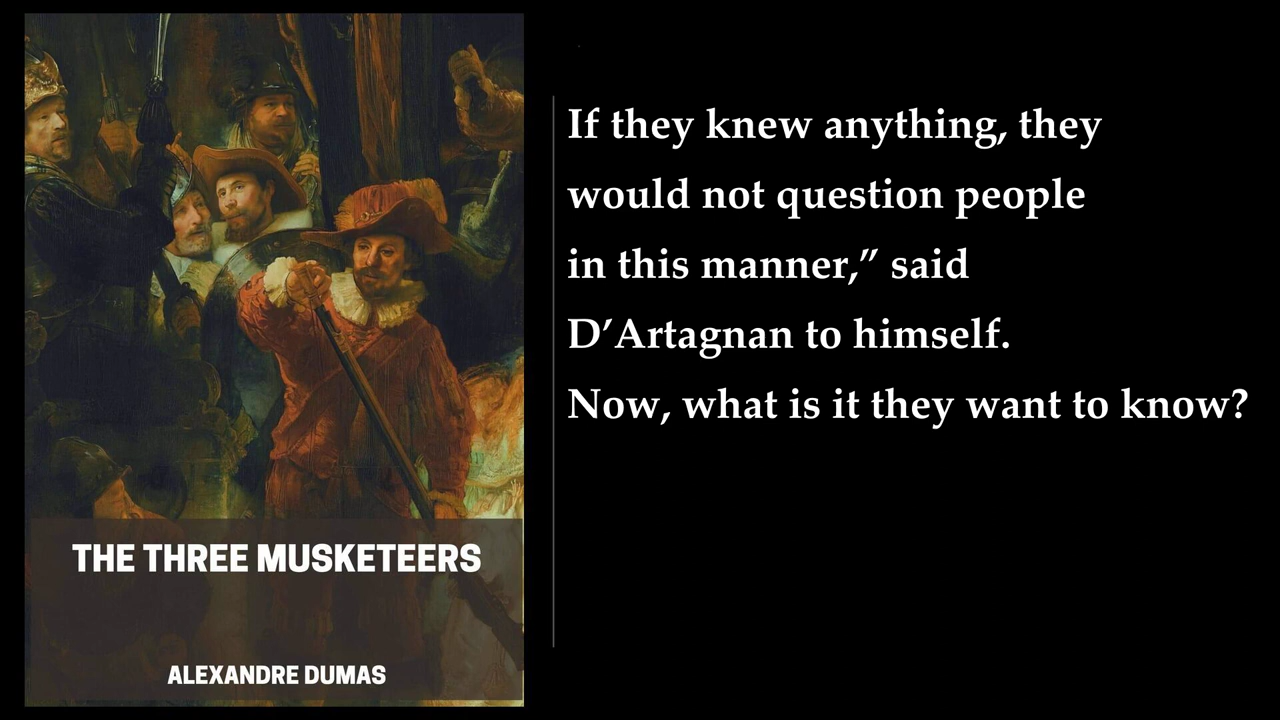 If they knew anything, they
would not question people
in this manner,” said
D’Artagnan to himself.
Now, what is it they want to know?
THE THREE MUSKETEERS
ALEXANDRE DUMAS